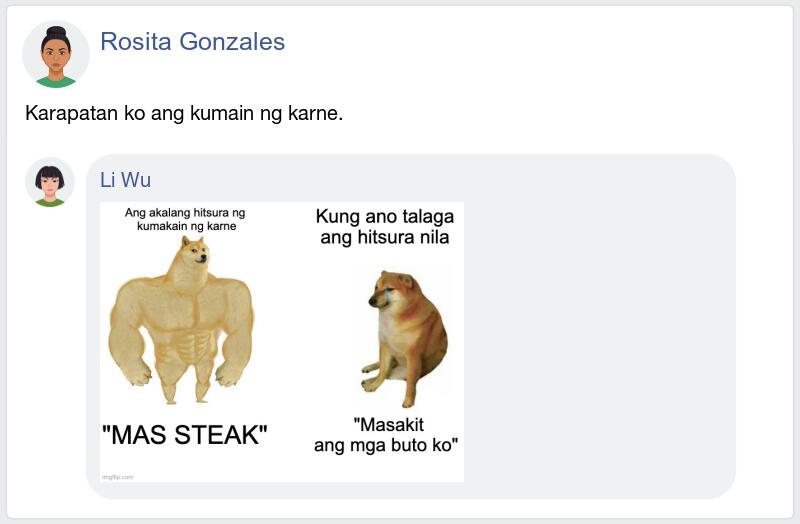 Rosita Gonzales
Karapatan ko ang kumain ng karne.
Li Wu
Ang akalang hitsura ng
kumakain ng karne
Kung ano talaga
ang hitsura nila
"MAS STEAK"
"Masakit
ang mga buto ko"
imgflip.com